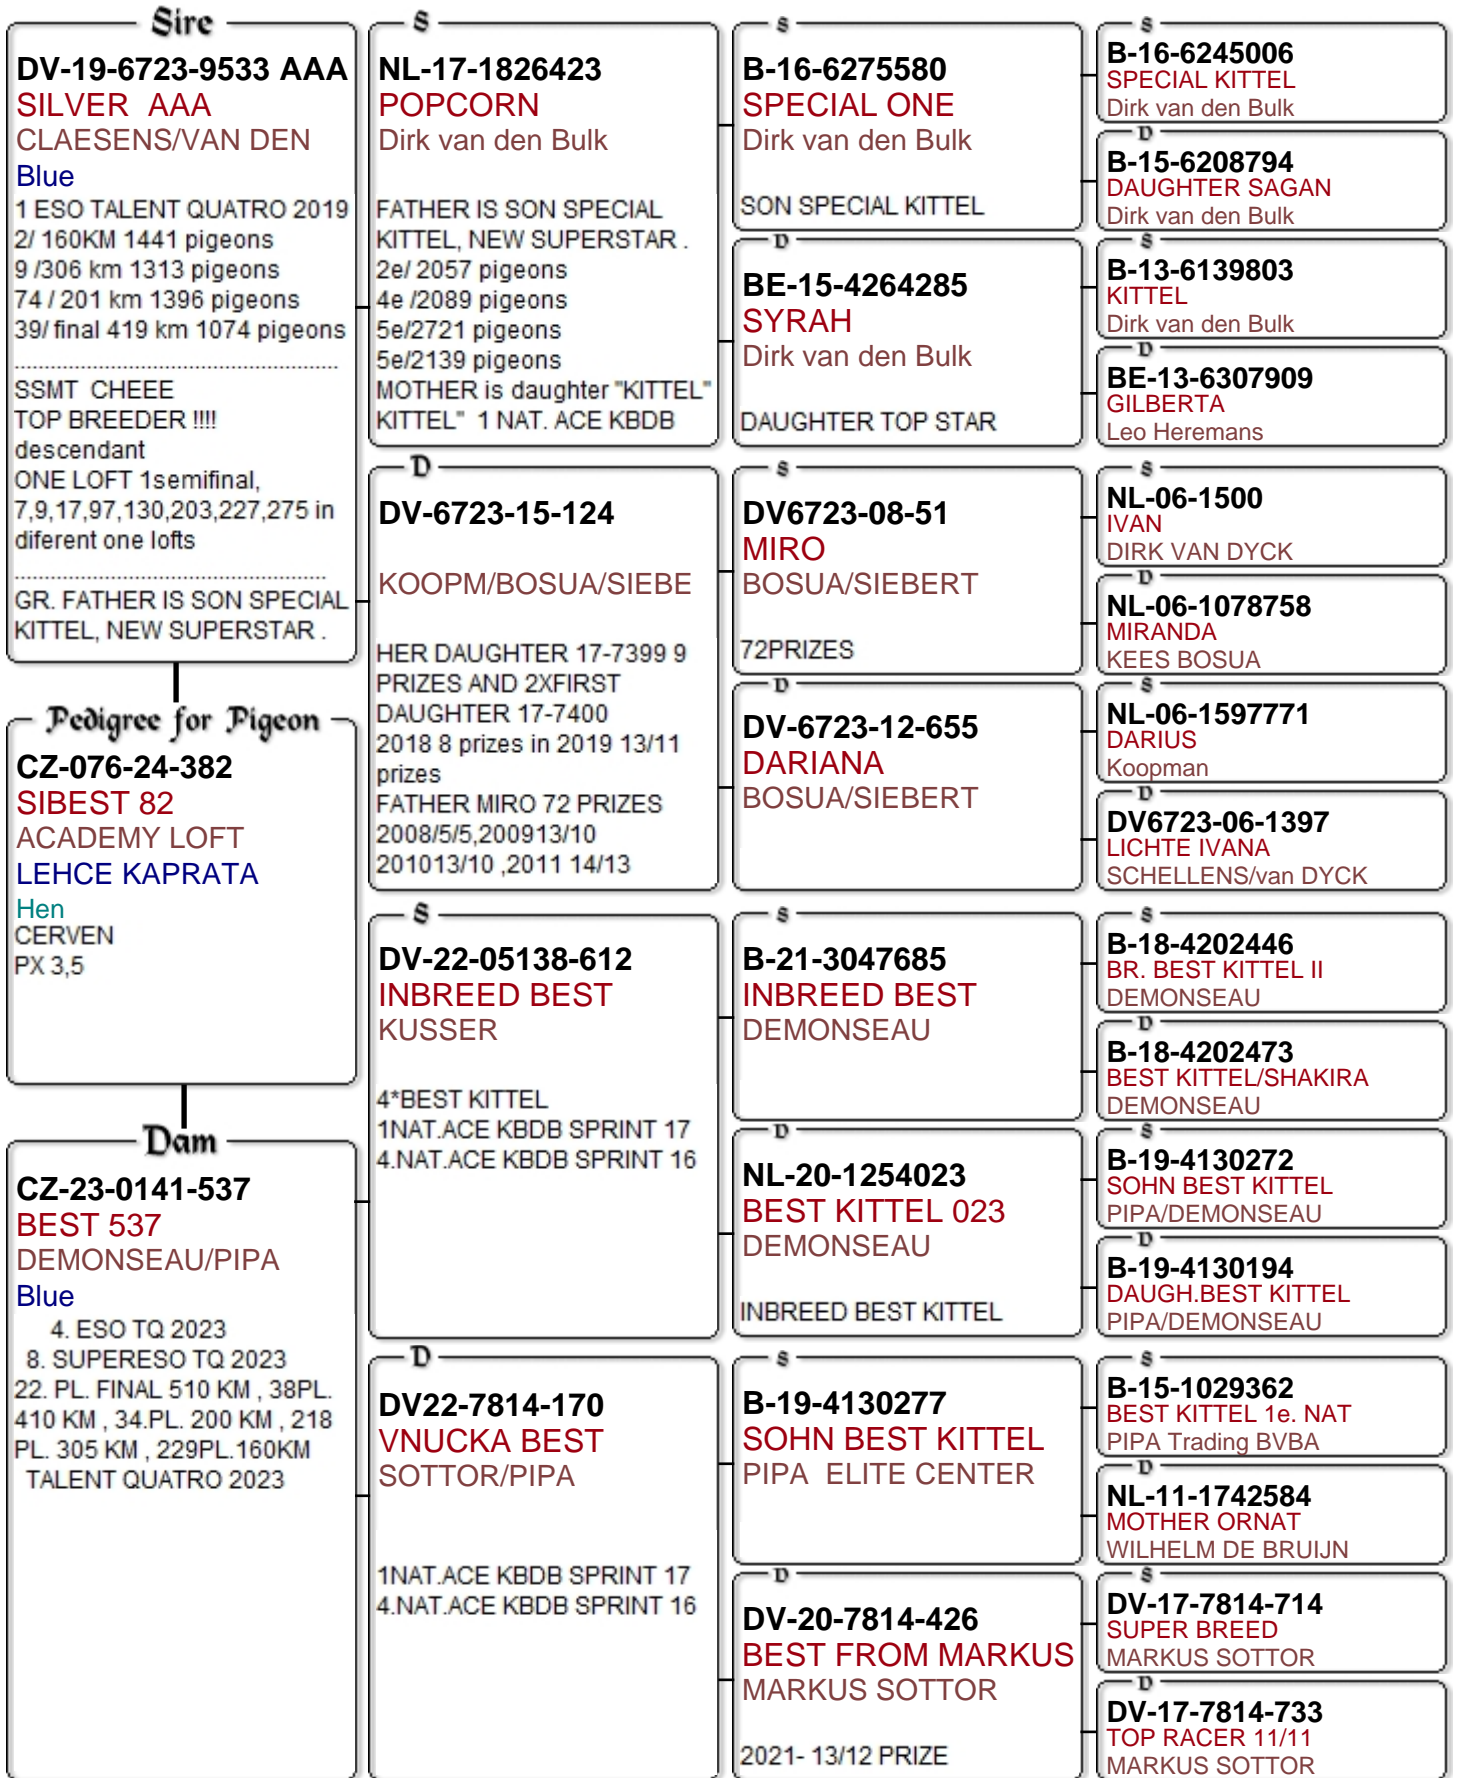 Sire
DV-19-6723-9533 AAA
SILVER  AAA
CLAESENS/VAN DEN
Blue
1 ESO TALENT QUATRO 2019
2/ 160KM 1441 pigeons
9 /306 km 1313 pigeons
74 / 201 km 1396 pigeons
39/ final 419 km 1074 pigeons
......................................................
SSMT  CHEEE
TOP BREEDER !!!!
descendant
ONE LOFT 1semifinal,
7,9,17,97,130,203,227,275 in
diferent one lofts
....................................................
GR. FATHER IS SON SPECIAL
KITTEL, NEW SUPERSTAR .
Pedigree for Pigeon
CZ-076-24-382
SIBEST 82
ACADEMY LOFT
LEHCE KAPRATA
Hen
CERVEN
PX 3,5
Dam
CZ-23-0141-537
BEST 537
DEMONSEAU/PIPA
Blue
4. ESO TQ 2023
8. SUPERESO TQ 2023
22. PL. FINAL 510 KM , 38PL.
410 KM , 34.PL. 200 KM , 218
PL. 305 KM , 229PL.160KM
TALENT QUATRO 2023
S
NL-17-1826423
POPCORN
Dirk van den Bulk
FATHER IS SON SPECIAL
KITTEL, NEW SUPERSTAR .
2e/ 2057 pigeons
4e /2089 pigeons
5e/2721 pigeons
5e/2139 pigeons
MOTHER is daughter "KITTEL"
KITTEL"  1 NAT. ACE KBDB
D
DV-6723-15-124
KOOPM/BOSUA/SIEBE
HER DAUGHTER 17-7399 9
PRIZES AND 2XFIRST
DAUGHTER 17-7400
2018 8 prizes in 2019 13/11
prizes
FATHER MIRO 72 PRIZES
2008/5/5,200913/10
201013/10 ,2011 14/13
S
DV-22-05138-612
INBREED BEST
KUSSER
4*BEST KITTEL
1NAT.ACE KBDB SPRINT 17
4.NAT.ACE KBDB SPRINT 16
D
DV22-7814-170
VNUCKA BEST
SOTTOR/PIPA
1NAT.ACE KBDB SPRINT 17
4.NAT.ACE KBDB SPRINT 16
S
B-16-6275580
SPECIAL ONE
Dirk van den Bulk
SON SPECIAL KITTEL
D
BE-15-4264285
SYRAH
Dirk van den Bulk
DAUGHTER TOP STAR
S
DV6723-08-51
MIRO
BOSUA/SIEBERT
72PRIZES
D
DV-6723-12-655
DARIANA
BOSUA/SIEBERT
S
B-21-3047685
INBREED BEST
DEMONSEAU
D
NL-20-1254023
BEST KITTEL 023
DEMONSEAU
INBREED BEST KITTEL
S
B-19-4130277
SOHN BEST KITTEL
PIPA  ELITE CENTER
D
DV-20-7814-426
BEST FROM MARKUS
MARKUS SOTTOR
2021- 13/12 PRIZE
S
B-16-6245006
SPECIAL KITTEL
Dirk van den Bulk
D
B-15-6208794
DAUGHTER SAGAN
Dirk van den Bulk
S
B-13-6139803
KITTEL
Dirk van den Bulk
D
BE-13-6307909
GILBERTA
Leo Heremans
S
NL-06-1500
IVAN
DIRK VAN DYCK
D
NL-06-1078758
MIRANDA
KEES BOSUA
S
NL-06-1597771
DARIUS
Koopman
D
DV6723-06-1397
LICHTE IVANA
SCHELLENS/van DYCK
S
B-18-4202446
BR. BEST KITTEL II
DEMONSEAU
D
B-18-4202473
BEST KITTEL/SHAKIRA
DEMONSEAU
S
B-19-4130272
SOHN BEST KITTEL
PIPA/DEMONSEAU
D
B-19-4130194
DAUGH.BEST KITTEL
PIPA/DEMONSEAU
S
B-15-1029362
BEST KITTEL 1e. NAT
PIPA Trading BVBA
D
NL-11-1742584
MOTHER ORNAT
WILHELM DE BRUIJN
S
DV-17-7814-714
SUPER BREED
MARKUS SOTTOR
D
DV-17-7814-733
TOP RACER 11/11
MARKUS SOTTOR